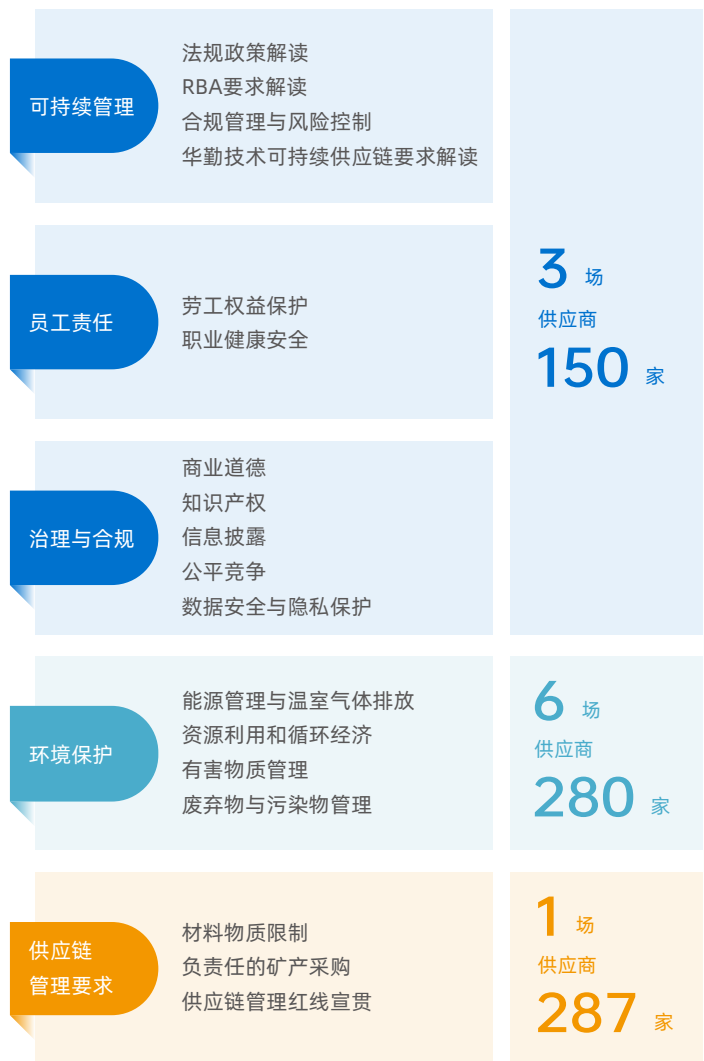 可持续管理
法规政策解读
RBA要求解读
合规管理与风险控制
华勤技术可持续供应链要求解读
员工责任
劳工权益保护
职业健康安全
治理与合规
商业道德
知识产权
信息披露
公平竞争
数据安全与隐私保护
3 场
供应商
150 家
环境保护
能源管理与温室气体排放
资源利用和循环经济
有害物质管理
废弃物与污染物管理
6 场
供应商
280 家
供应链
管理要求
材料物质限制
负责任的矿产采购
供应链管理红线宣贯
1 场
供应商
287 家